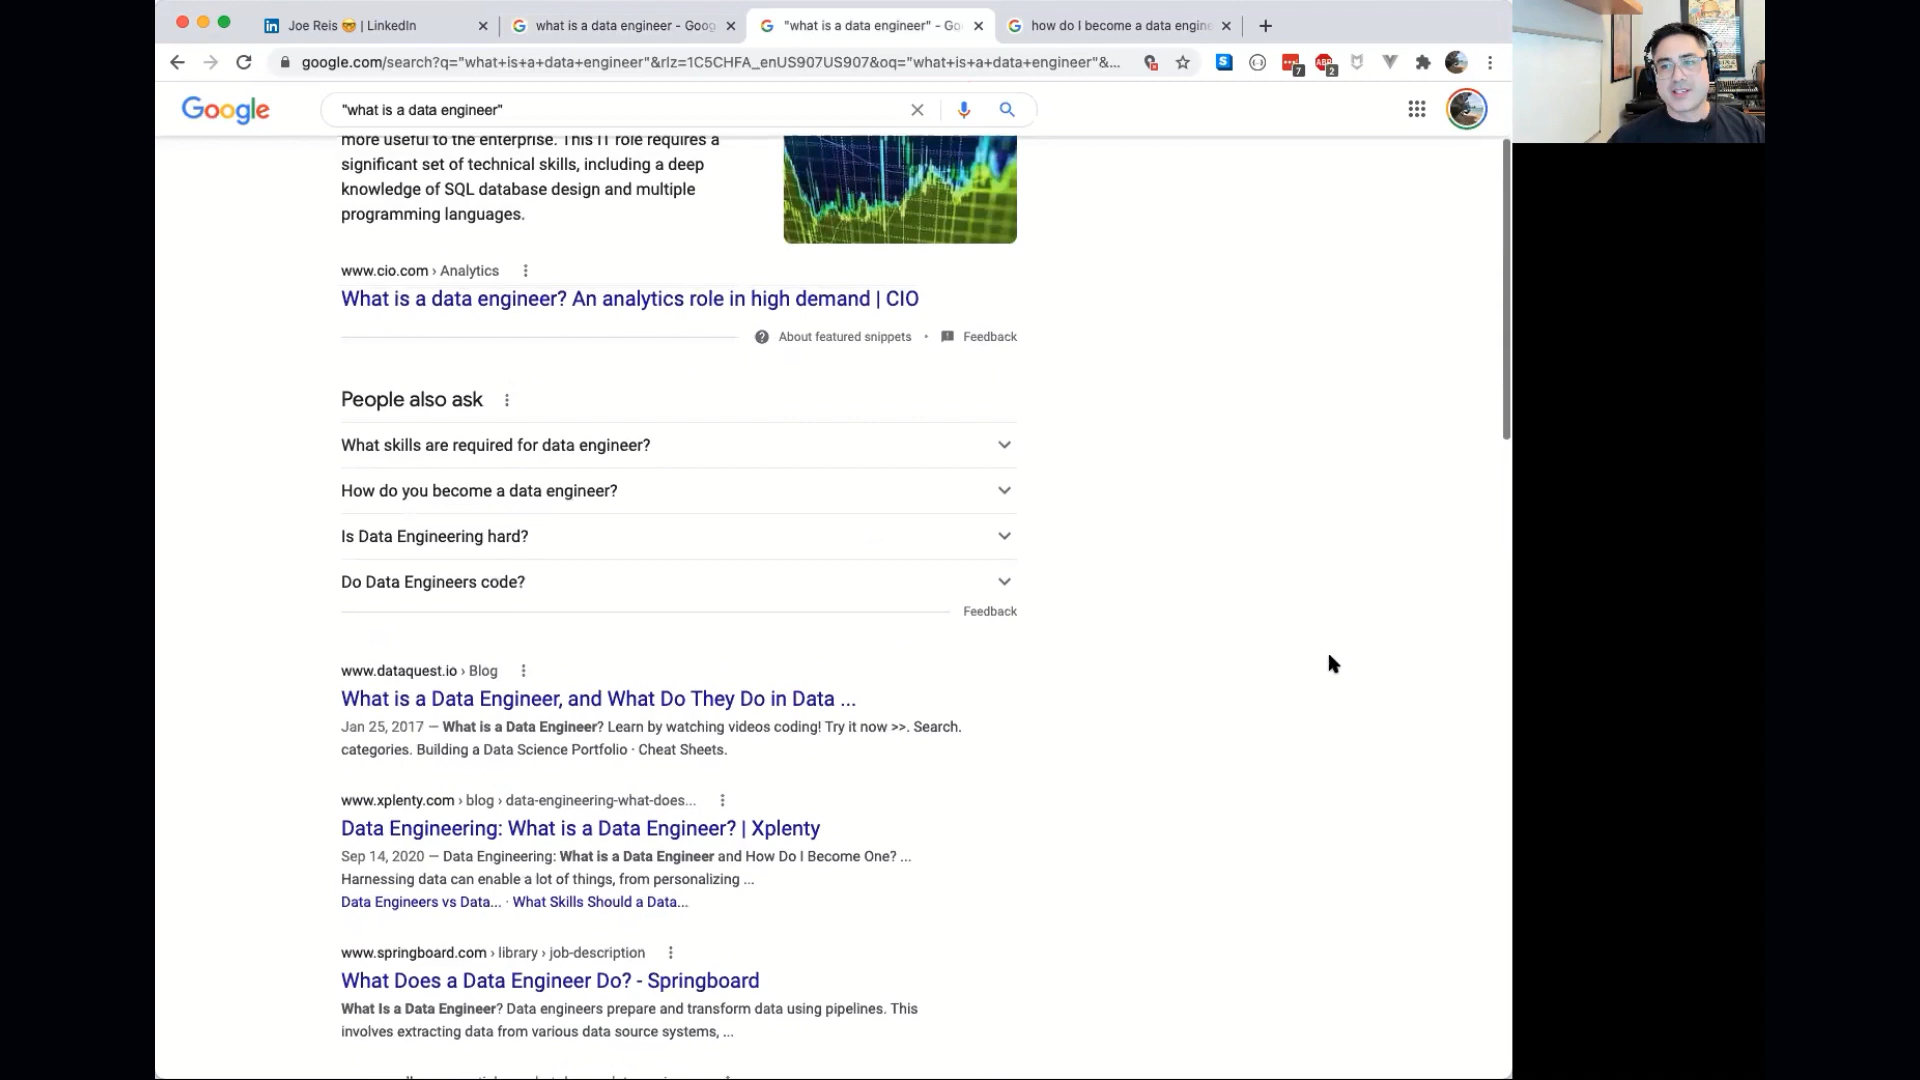 Joe Reis 🤓 | LinkedIn
what is a data engineer - Goog
"what is a data engineer" - Go
how do I become a data engine
google.com/search?q="what+is+a+data+engineer"&rlz=1C5CHFA_enUS907US907&oq="what+is+a+data+engineer"&...
7
ABP
2
Google
"what is a data engineer"
more useful to the enterprise. This IT role requires a
significant set of technical skills, including a deep
knowledge of SQL database design and multiple
programming languages.
www.cio.com › Analytics
What is a data engineer? An analytics role in high demand | CIO
About featured snippets • Feedback
People also ask
What skills are required for data engineer?
How do you become a data engineer?
Is Data Engineering hard?
Do Data Engineers code?
Feedback
www.dataquest.io › Blog
What is a Data Engineer, and What Do They Do in Data ...
Jan 25, 2017 — What is a Data Engineer? Learn by watching videos coding! Try it now >>. Search.
categories. Building a Data Science Portfolio · Cheat Sheets.
www.xplenty.com › blog › data-engineering-what-does...
Data Engineering: What is a Data Engineer? | Xplenty
Sep 14, 2020 — Data Engineering: What is a Data Engineer and How Do I Become One? ...
Harnessing data can enable a lot of things, from personalizing ...
Data Engineers vs Data... · What Skills Should a Data...
www.springboard.com › library › job-description
What Does a Data Engineer Do? - Springboard
What Is a Data Engineer? Data engineers prepare and transform data using pipelines. This
involves extracting data from various data source systems, ...